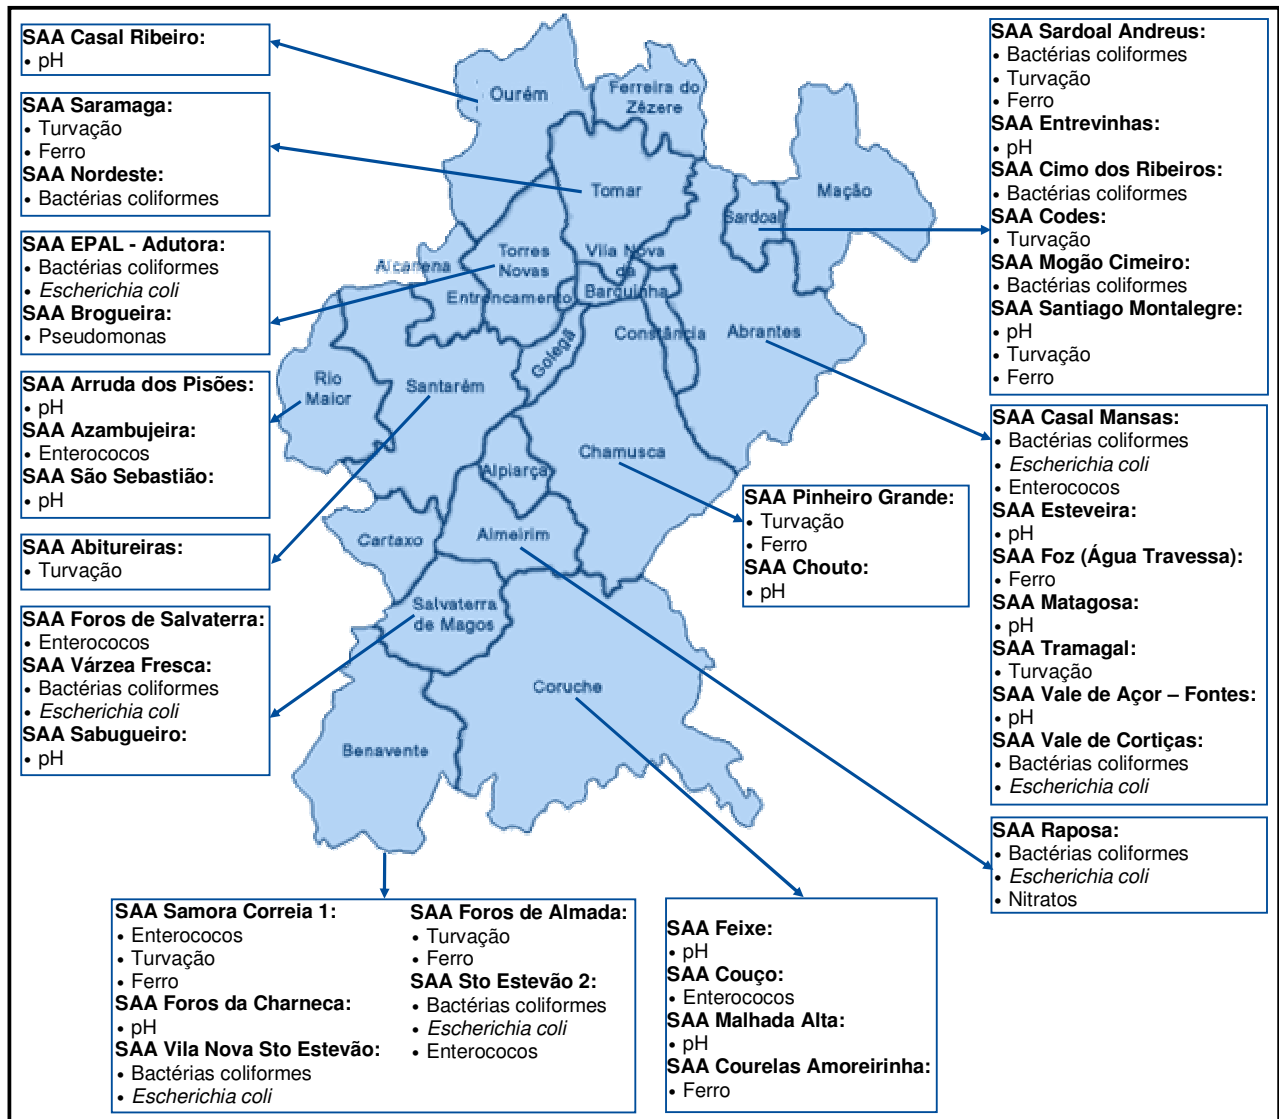 SAA Casal Ribeiro:
• pH
SAA Saramaga:
• Turvação
• Ferro
SAA Nordeste:
• Bactérias coliformes
SAA EPAL - Adutora:
• Bactérias coliformes
• Escherichia coli
SAA Brogueira:
• Pseudomonas
SAA Arruda dos Pisões:
• pH
SAA Azambujeira:
• Enterococos
SAA São Sebastião:
• pH
SAA Abitureiras:
• Turvação
SAA Foros de Salvaterra:
• Enterococos
SAA Várzea Fresca:
• Bactérias coliformes
• Escherichia coli
SAA Sabugueiro:
• pH
Ourém
Ferreira do
Zêzere
Tomar
Mação
Sardoal
Alcanena
Torres
Novas
Vila Nova
da
Barquinha
Entroncamento
Constância
Abrantes
Golegã
Rio
Maior
Santarém
Chamusca
Alpiarça
Cartaxo
Almeirim
Salvaterra
de Magos
Coruche
Benavente
SAA Sardoal Andreus:
• Bactérias coliformes
• Turvação
• Ferro
SAA Entrevinhas:
• pH
SAA Cimo dos Ribeiros:
• Bactérias coliformes
SAA Codes:
• Turvação
SAA Mogão Cimeiro:
• Bactérias coliformes
SAA Santiago Montalegre:
• pH
• Turvação
• Ferro
SAA Casal Mansas:
• Bactérias coliformes
• Escherichia coli
• Enterococos
SAA Esteveira:
• pH
SAA Foz (Água Travessa):
• Ferro
SAA Matagosa:
• pH
SAA Tramagal:
• Turvação
SAA Vale de Açor – Fontes:
• pH
SAA Vale de Cortiças:
• Bactérias coliformes
• Escherichia coli
SAA Pinheiro Grande:
• Turvação
• Ferro
SAA Chouto:
• pH
SAA Raposa:
• Bactérias coliformes
• Escherichia coli
• Nitratos
SAA Samora Correia 1:
• Enterococos
• Turvação
• Ferro
SAA Foros da Charneca:
• pH
SAA Vila Nova Sto Estevão:
• Bactérias coliformes
• Escherichia coli
SAA Foros de Almada:
• Turvação
• Ferro
SAA Sto Estevão 2:
• Bactérias coliformes
• Escherichia coli
• Enterococos
SAA Feixe:
• pH
SAA Couço:
• Enterococos
SAA Malhada Alta:
• pH
SAA Courelas Amoreirinha:
• Ferro